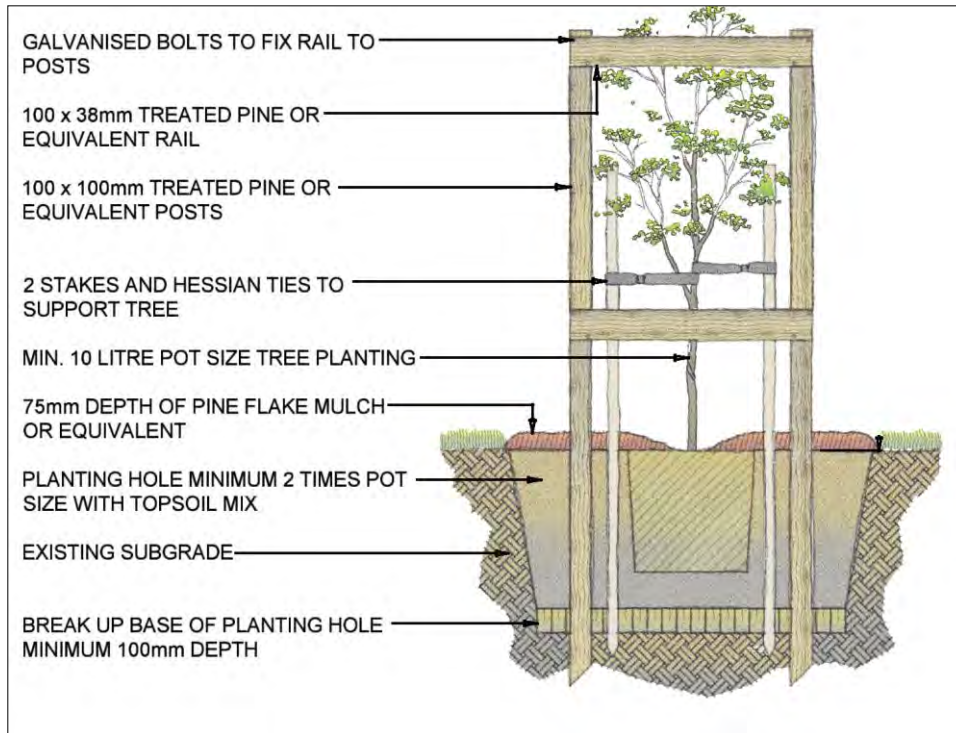 GALVANISED BOLTS TO FIX RAIL TO
POSTS
100 x 38mm TREATED PINE OR
EQUIVALENT RAIL
100 x 100mm TREATED PINE OR
EQUIVALENT POSTS
2 STAKES AND HESSIAN TIES TO
SUPPORT TREE
MIN. 10 LITRE POT SIZE TREE PLANTING
75mm DEPTH OF PINE FLAKE MULCH
OR EQUIVALENT
PLANTING HOLE MINIMUM 2 TIMES POT
SIZE WITH TOPSOIL MIX
EXISTING SUBGRADE
BREAK UP BASE OF PLANTING HOLE
MINIMUM 100mm DEPTH